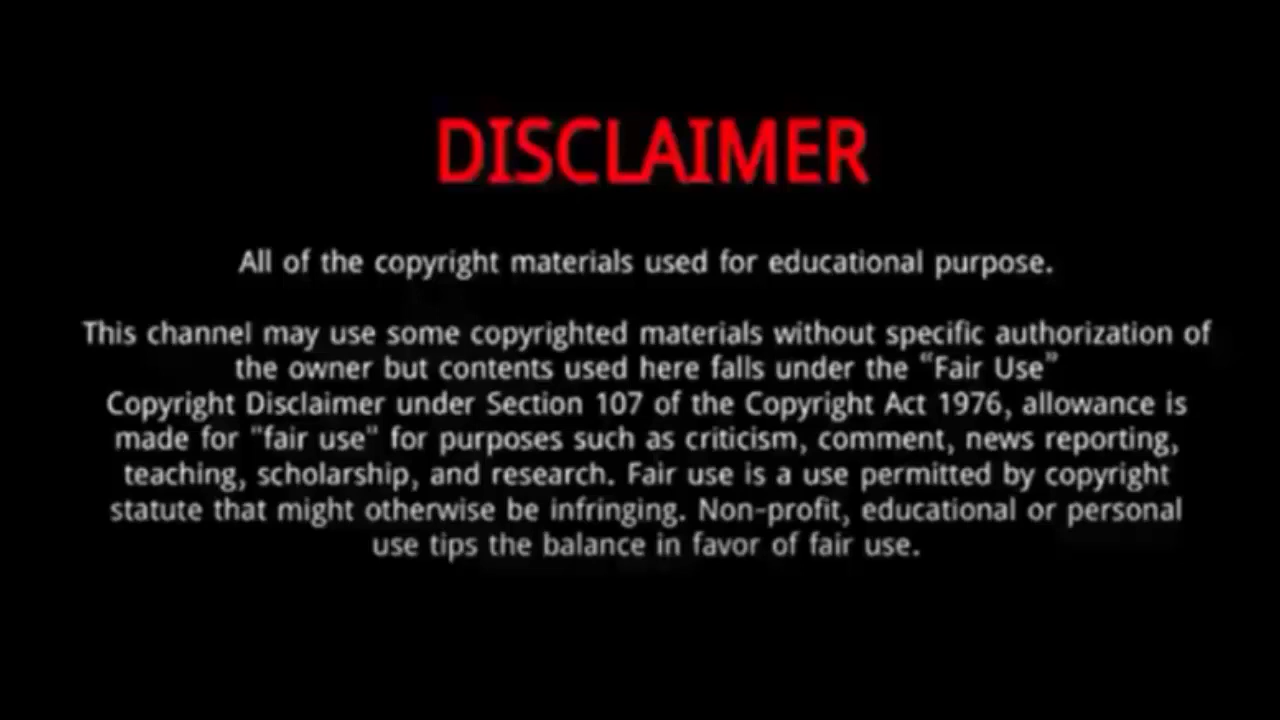 DISCLAIMER
All of the copyright materials used for educational purpose.
This channel may use some copyrighted materials without specific authorization of
the owner but contents used here falls under the “Fair Use”
Copyright Disclaimer under Section 107 of the Copyright Act 1976, allowance is
made for "fair use" for purposes such as criticism, comment, news reporting,
teaching, scholarship, and research. Fair use is a use permitted by copyright
statute that might otherwise be infringing. Non-profit, educational or personal
use tips the balance in favor of fair use.